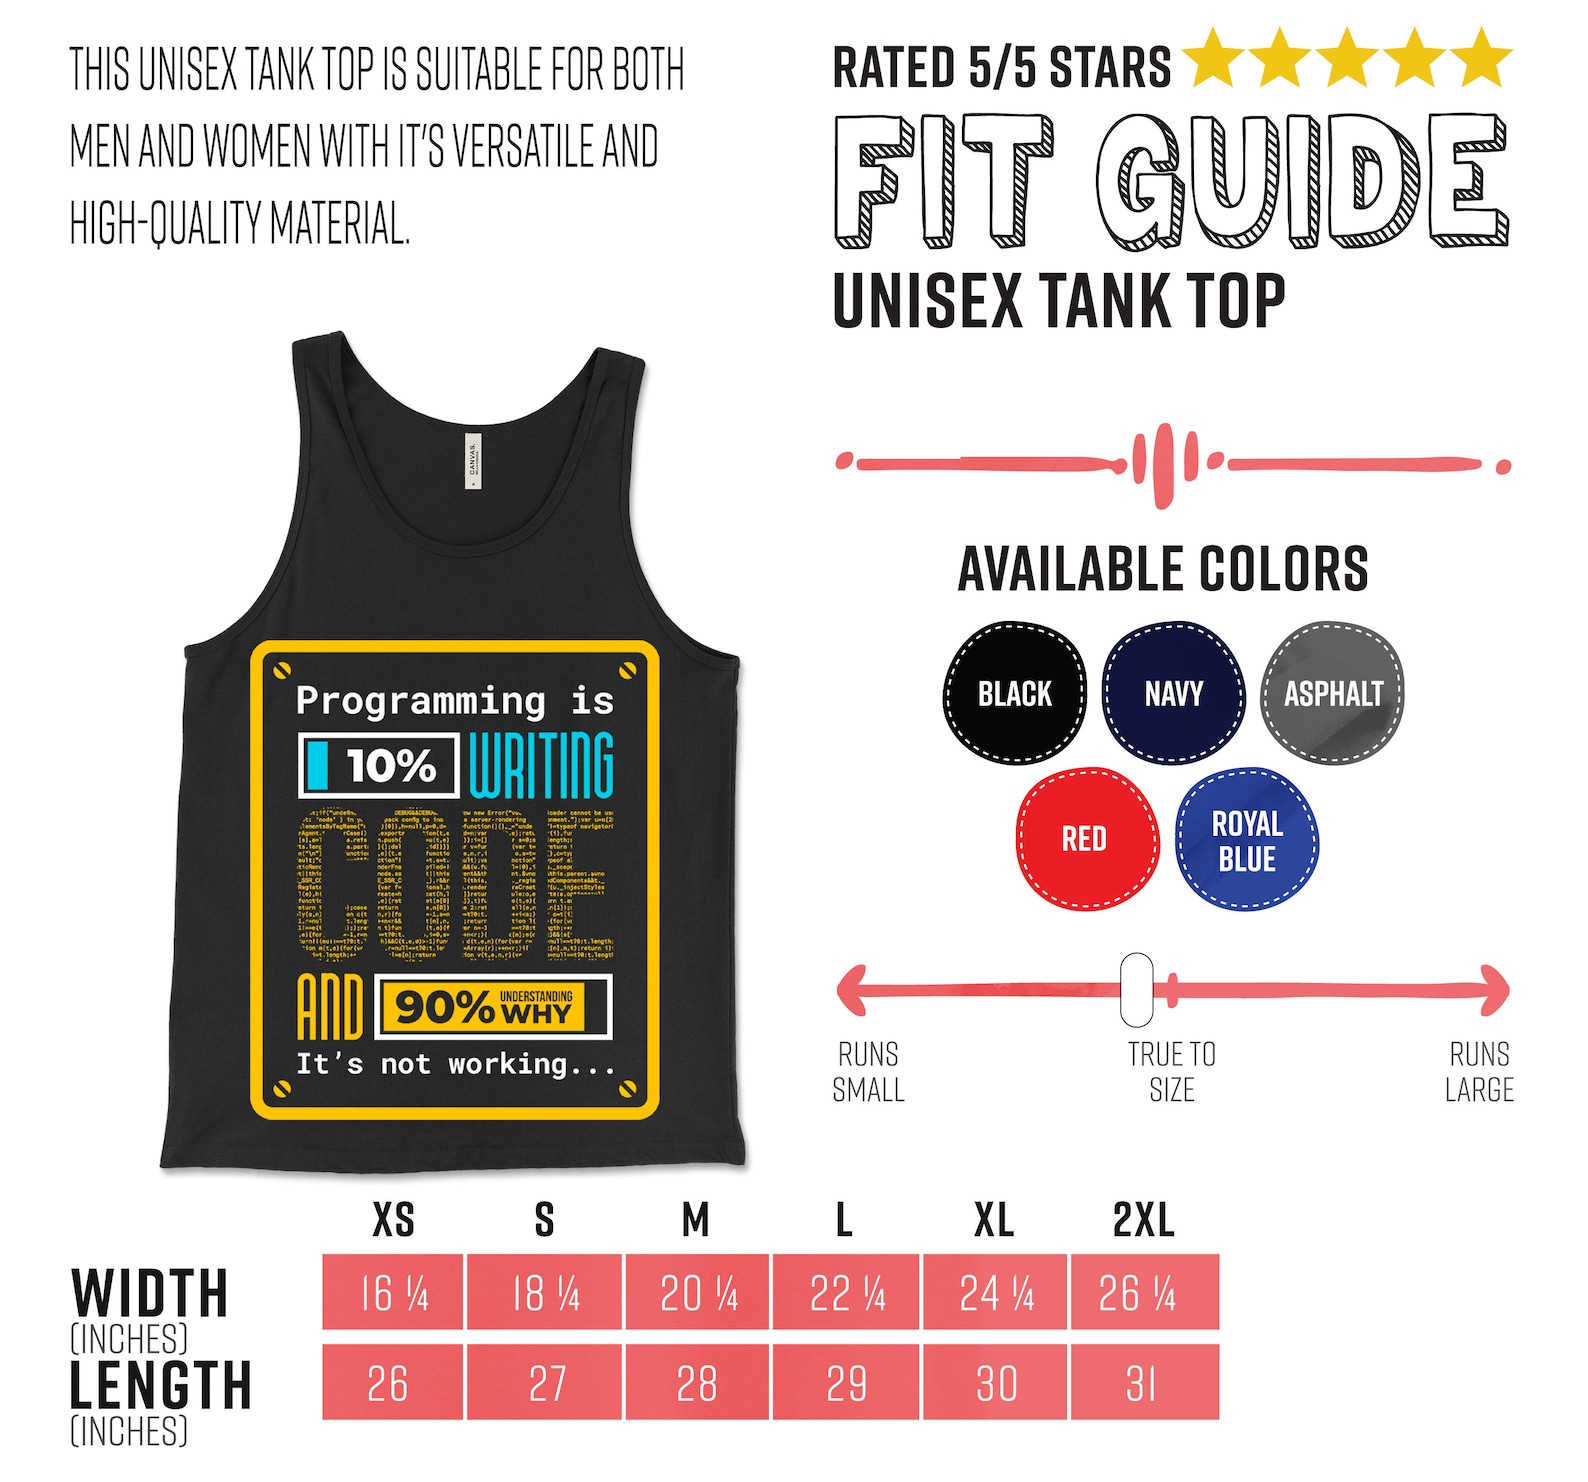 THIS UNISEX TANK TOP IS SUITABLE FOR BOTH
MEN AND WOMEN WITH IT'S VERSATILE AND
HIGH-QUALITY MATERIAL.
RATED 5/5 STARS
FIT GUIDE
UNISEX TANK TOP
CANVAS.
Programming is
10% WRITING
CODE
AND 90% UNDERSTANDING WHY
It's not working...
AVAILABLE COLORS
BLACK NAVY ASPHALT
RED ROYAL
BLUE
RUNS
SMALL
TRUE TO
SIZE
RUNS
LARGE
XS S M L XL 2XL
WIDTH 16 ¼ 18 ¼ 20 ¼ 22 ¼ 24 ¼ 26 ¼
(INCHES)
LENGTH 26 27 28 29 30 31
(INCHES)